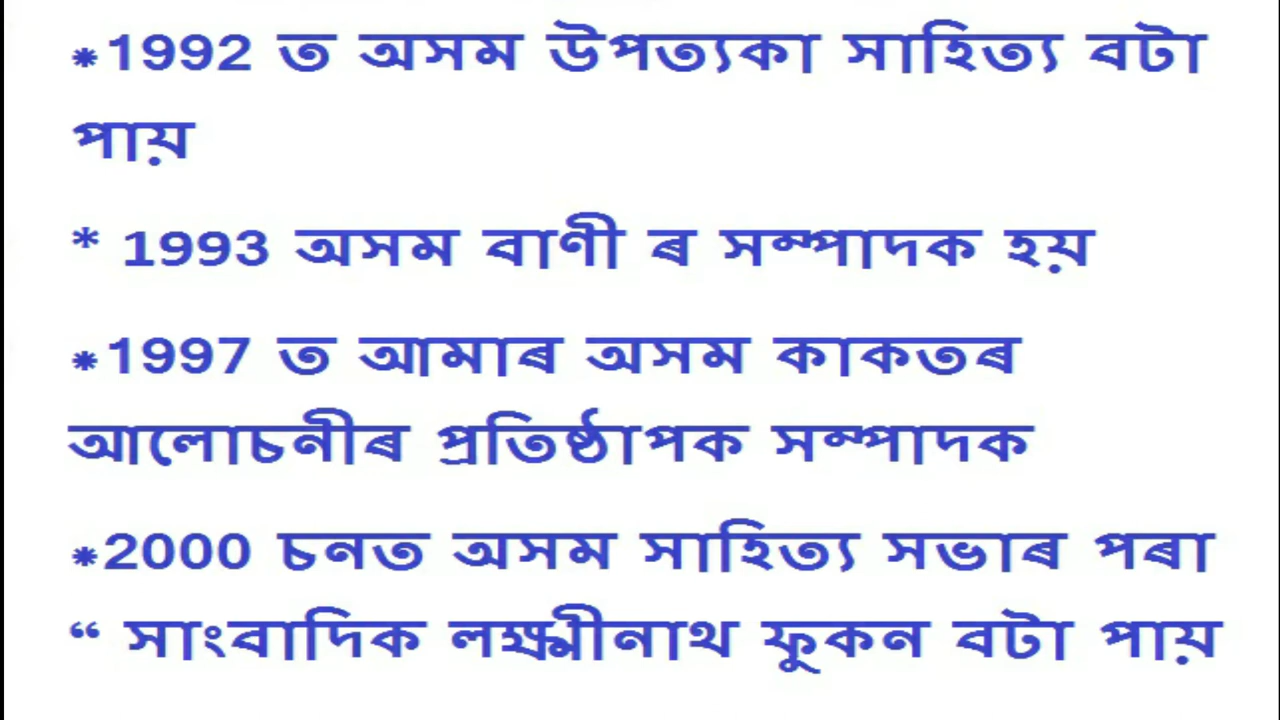 *1992 ত অসম উপত্যকা সাহিত্য বটা
পায়
* 1993 অসম বাণী ৰ সম্পাদক হয়
*1997 ত আমাৰ অসম কাকতৰ
আলোচনীৰ প্ৰতিষ্ঠাপক সম্পাদক
*2000 চনত অসম সাহিত্য সভাৰ পৰা
“ সাংবাদিক লক্ষ্মীনাথ ফুকন বটা পায়